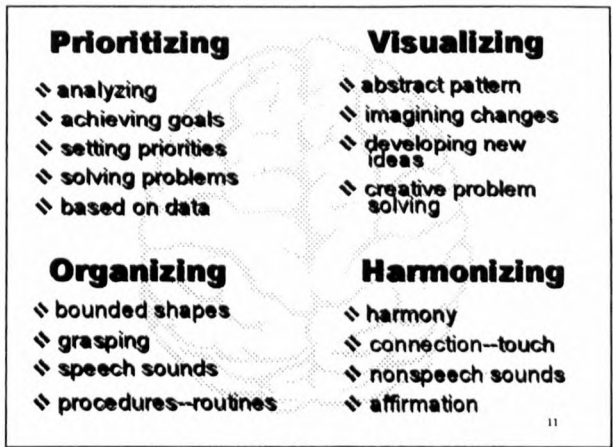 Prioritizing
analyzing
achieving goals
setting priorities
solving problems
based on data
Visualizing
abstract pattern
imagining changes
developing new
ideas
creative problem
solving
Organizing
bounded shapes
grasping
speech sounds
procedures--routines
Harmonizing
harmony
connection--touch
nonspeech sounds
affirmation
11